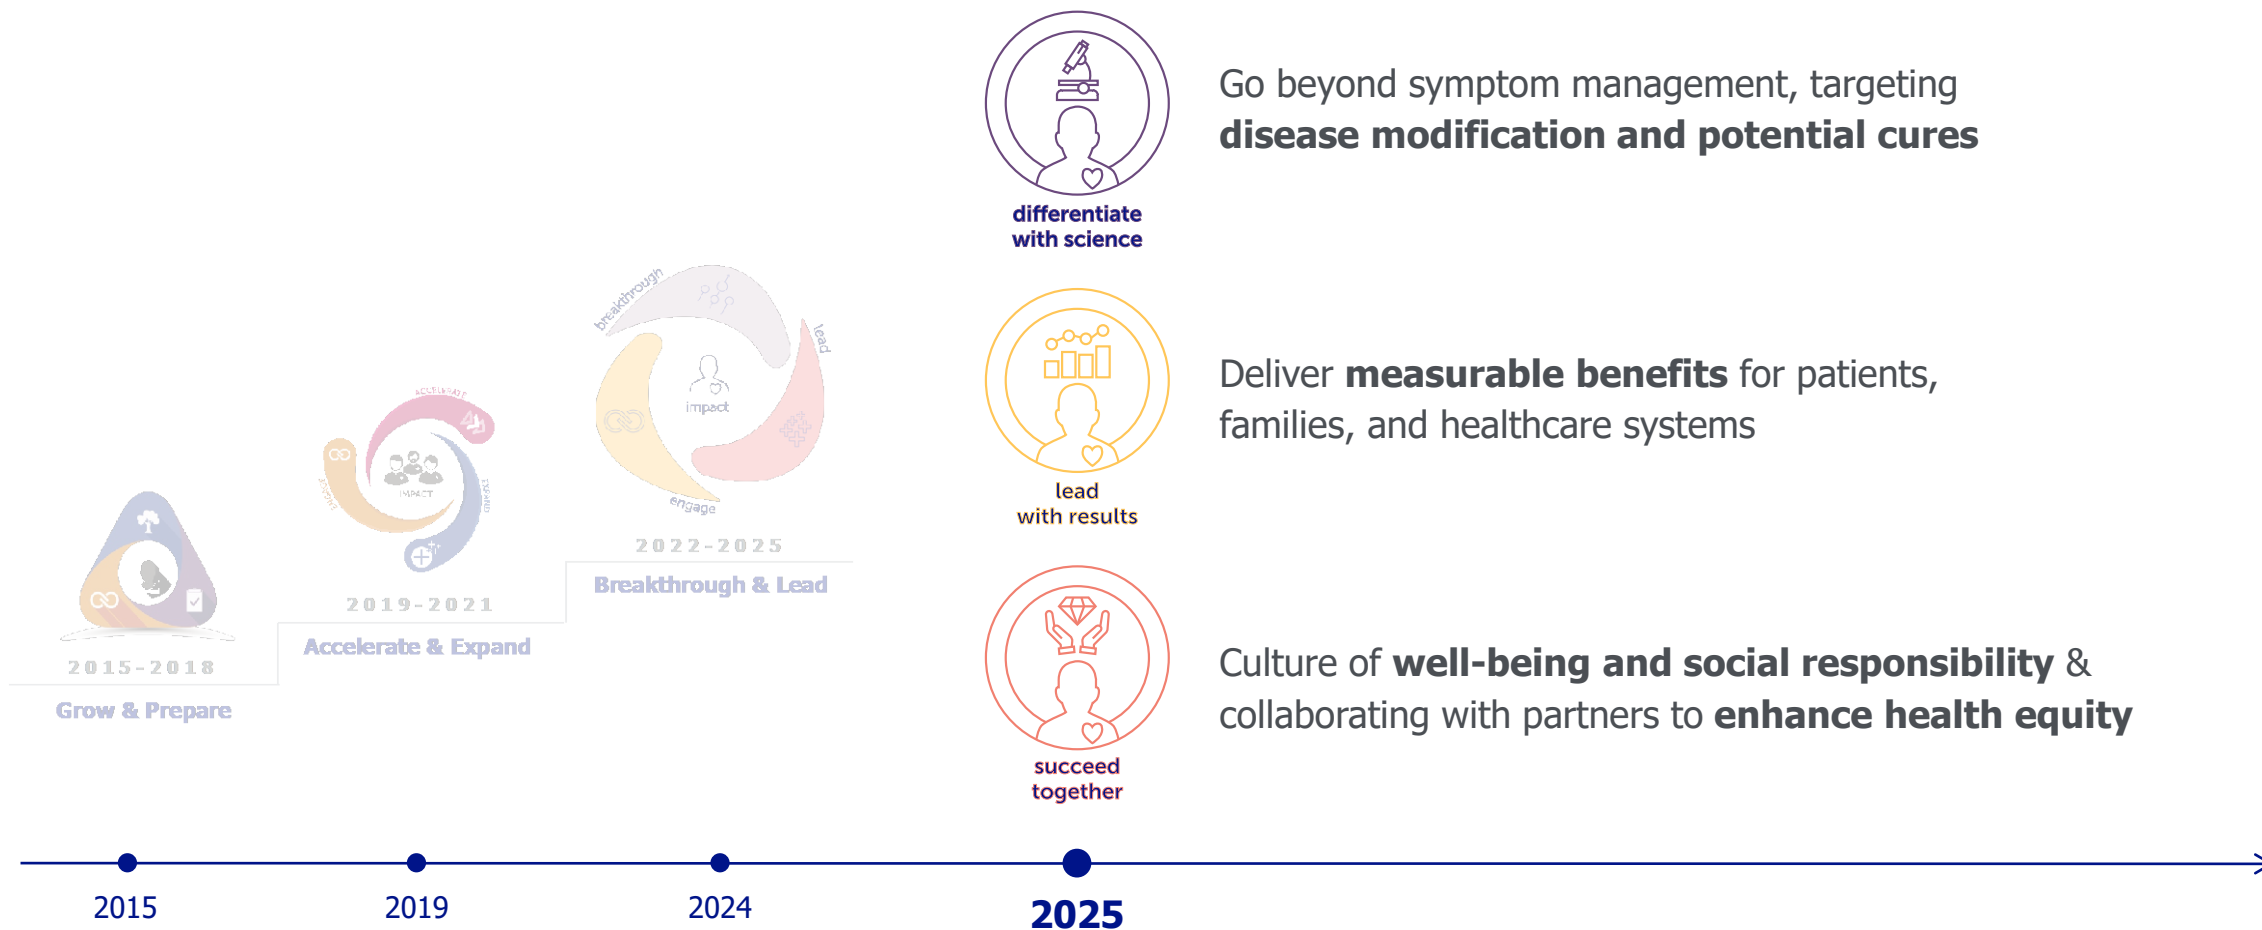 differentiate
with science
Go beyond symptom management, targeting
disease modification and potential cures
lead
with results
Deliver measurable benefits for patients,
families, and healthcare systems
succeed
together
Culture of well-being and social responsibility &
collaborating with partners to enhance health equity
2015-2018
Grow & Prepare
ACCELERATE
EXPAND
ENGAGE
IMPACT
2019-2021
Accelerate & Expand
breakthrough
lead
engage
impact
2022-2025
Breakthrough & Lead
2015
2019
2024
2025